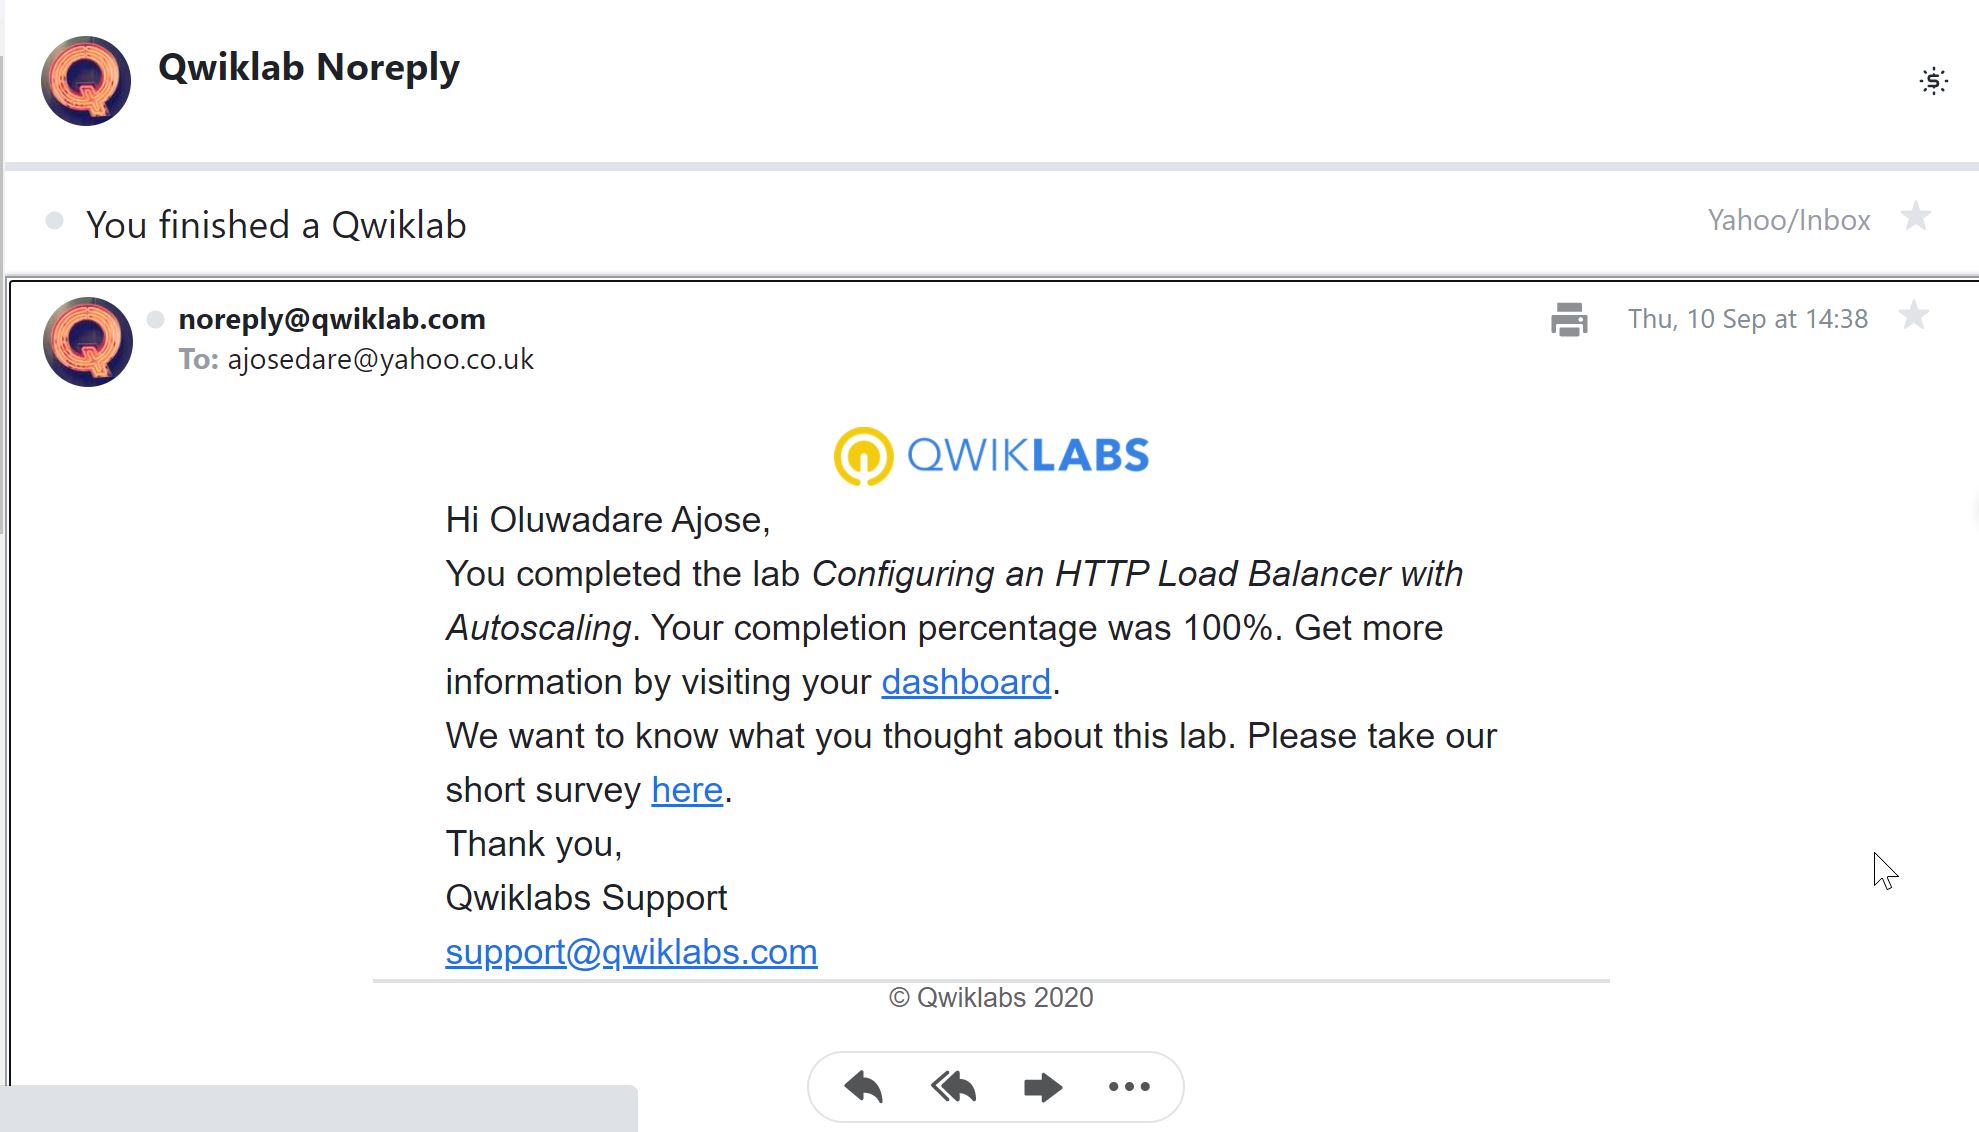 Qwiklab Noreply
You finished a Qwiklab
Yahoo/Inbox
noreply@qwiklab.com
Thu, 10 Sep at 14:38
To: ajosedare@yahoo.co.uk
QWIKLABS
Hi Oluwadare Ajose,
You completed the lab Configuring an HTTP Load Balancer with
Autoscaling. Your completion percentage was 100%. Get more
information by visiting your dashboard.
We want to know what you thought about this lab. Please take our
short survey here.
Thank you,
Qwiklabs Support
support@qwiklabs.com
© Qwiklabs 2020